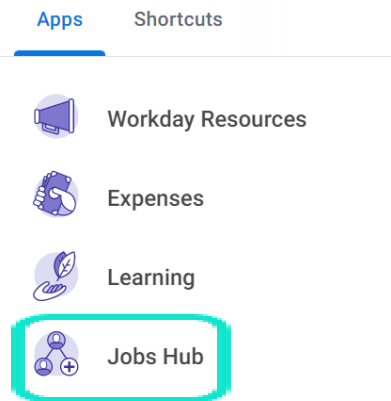 Apps Shortcuts
Workday Resources
Expenses
Learning
Jobs Hub